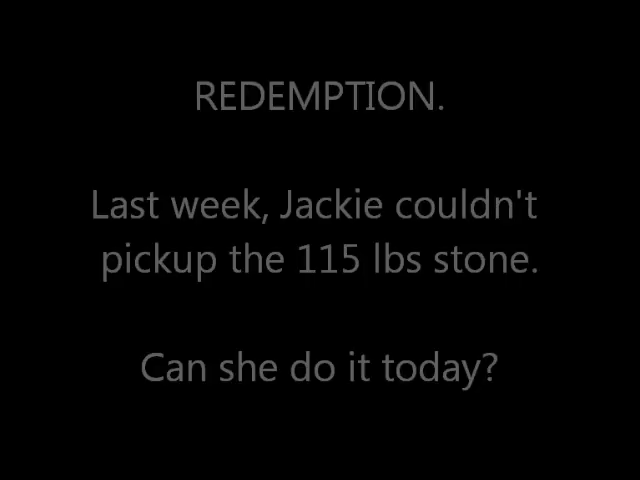 REDEMPTION.
Last week, Jackie couldn't
pickup the 115 lbs stone.
Can she do it today?